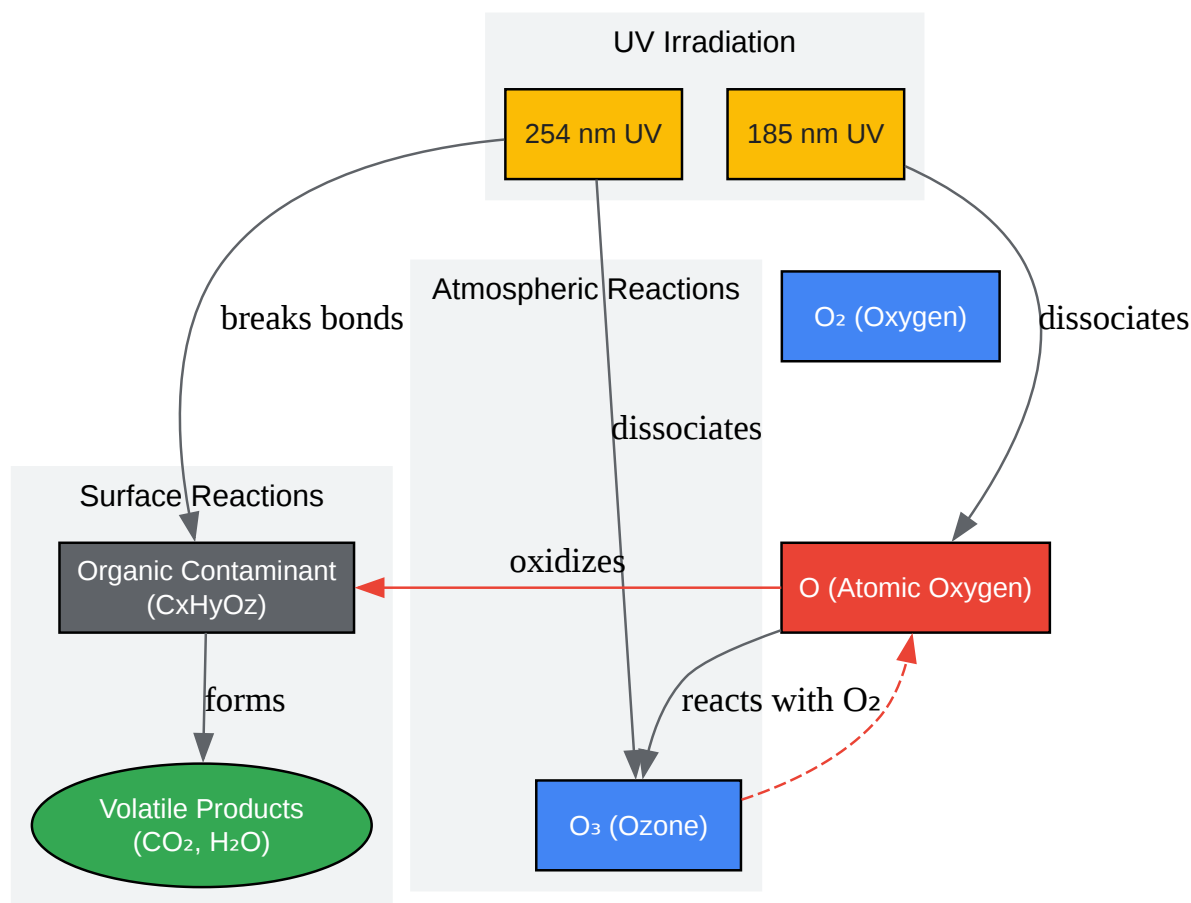 UV Irradiation
254 nm UV
185 nm UV
Atmospheric Reactions
O₂ (Oxygen)
breaks bonds
dissociates
dissociates
Surface Reactions
Organic Contaminant
(CxHyOz)
oxidizes
O (Atomic Oxygen)
forms
reacts with O₂
Volatile Products
(CO₂, H₂O)
O₃ (Ozone)